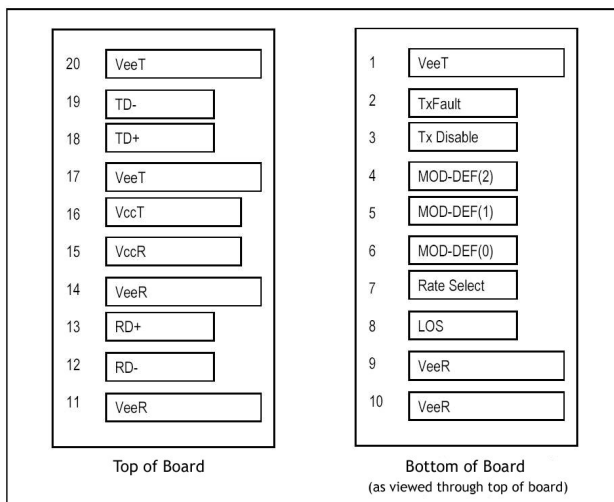 20 VeeT
19 TD-
18 TD+
17 VeeT
16 VccT
15 VccR
14 VeeR
13 RD+
12 RD-
11 VeeR
Top of Board
1 VeeT
2 TxFault
3 Tx Disable
4 MOD-DEF(2)
5 MOD-DEF(1)
6 MOD-DEF(0)
7 Rate Select
8 LOS
9 VeeR
10 VeeR
Bottom of Board
(as viewed through top of board)